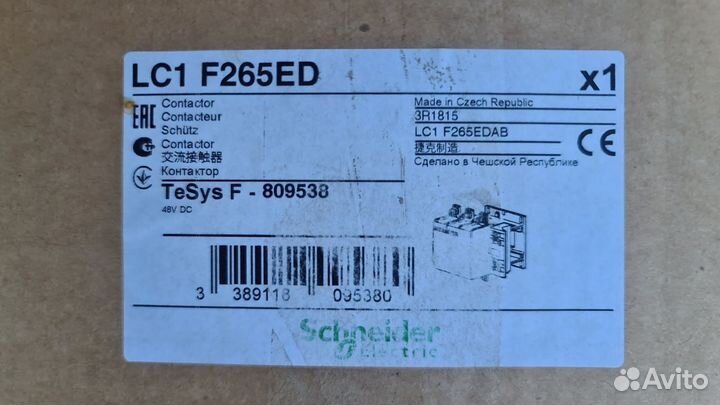 LC1 F265ED
x1
EAC
Contactor
Contacteur
Schütz
Contactor
交流接触器
Контактор
Made in Czech Republic
3R1815
LC1 F265EDAB
捷克制造
Сделано в Чешской Республике
CE
TeSys F - 809538
48V DC
3 389118 095380
Schneider
Electric
Avito